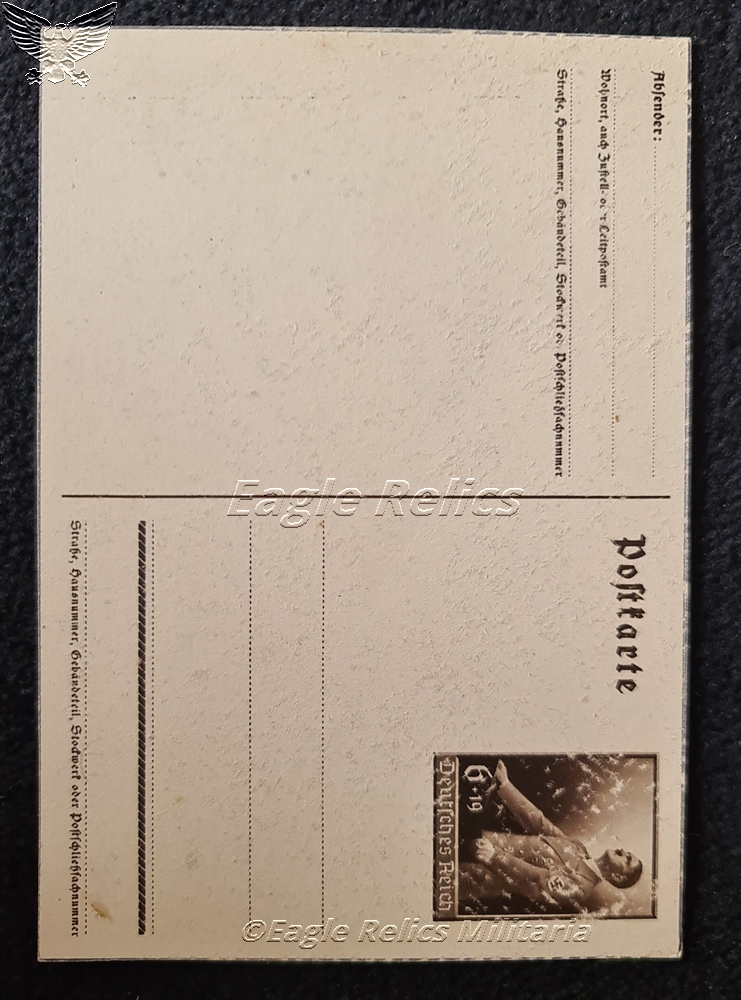 Absender:
Wohnort, auch Zustell- od r Leitpostamt
Straße, Hausnummer, Gebäudeteil, Stockwerk od Postschließfachnummer
Postkarte
6+19
Deutsches Reich
Straße, Hausnummer, Gebäudeteil, Stockwerk oder Postschließfachnummer
Eagle Relics
©Eagle Relics Militaria